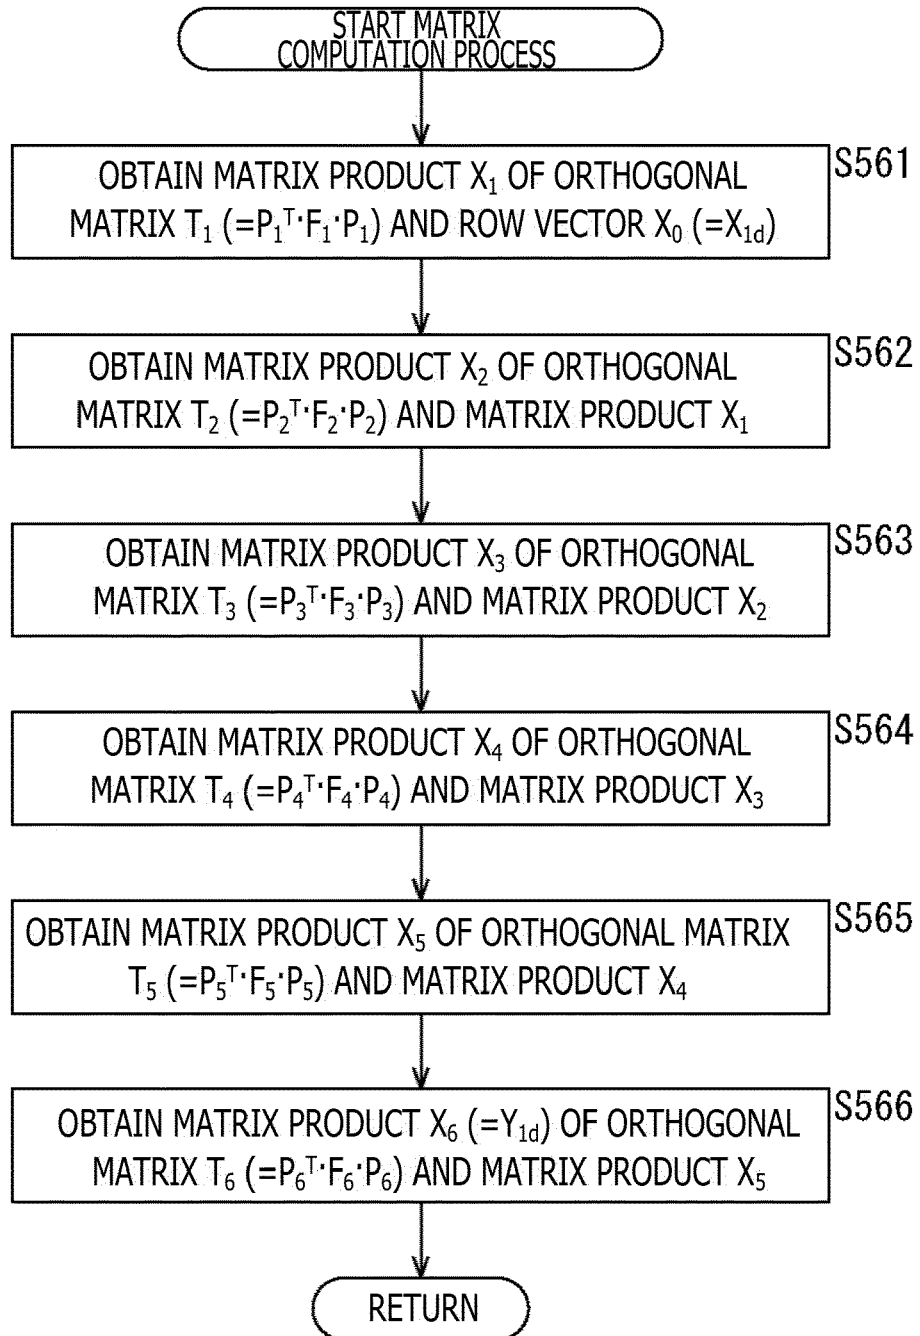 START MATRIX
COMPUTATION PROCESS
S561
OBTAIN MATRIX PRODUCT X₁ OF ORTHOGONAL
MATRIX T₁ (=P₁ᵀ·F₁·P₁) AND ROW VECTOR X₀ (=X₁d)
S562
OBTAIN MATRIX PRODUCT X₂ OF ORTHOGONAL
MATRIX T₂ (=P₂ᵀ·F₂·P₂) AND MATRIX PRODUCT X₁
S563
OBTAIN MATRIX PRODUCT X₃ OF ORTHOGONAL
MATRIX T₃ (=P₃ᵀ·F₃·P₃) AND MATRIX PRODUCT X₂
S564
OBTAIN MATRIX PRODUCT X₄ OF ORTHOGONAL
MATRIX T₄ (=P₄ᵀ·F₄·P₄) AND MATRIX PRODUCT X₃
S565
OBTAIN MATRIX PRODUCT X₅ OF ORTHOGONAL MATRIX
T₅ (=P₅ᵀ·F₅·P₅) AND MATRIX PRODUCT X₄
S566
OBTAIN MATRIX PRODUCT X₆ (=Y₁d) OF ORTHOGONAL
MATRIX T₆ (=P₆ᵀ·F₆·P₆) AND MATRIX PRODUCT X₅
RETURN